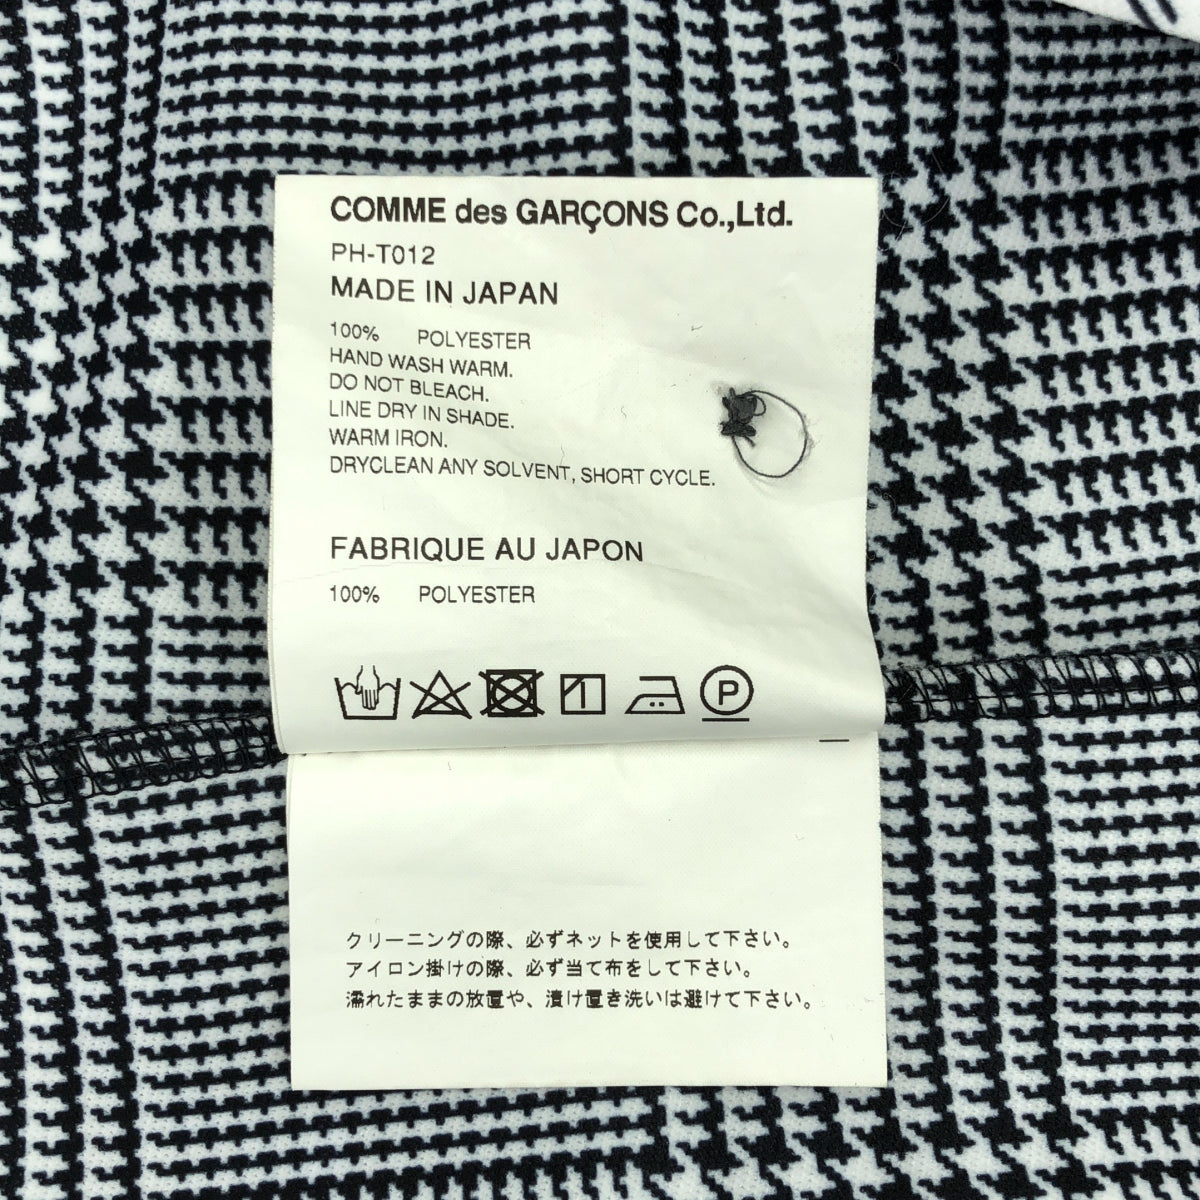 COMME des GARÇONS Co.,Ltd.
PH-T012
MADE IN JAPAN
100% POLYESTER
HAND WASH WARM.
DO NOT BLEACH.
LINE DRY IN SHADE.
WARM IRON.
DRYCLEAN ANY SOLVENT, SHORT CYCLE.
FABRIQUE AU JAPON
100% POLYESTER
P
クリーニングの際、必ずネットを使用して下さい。
アイロン掛けの際、必ず当て布をして下さい。
濡れたままの放置や、漬け置き洗いは避けて下さい。